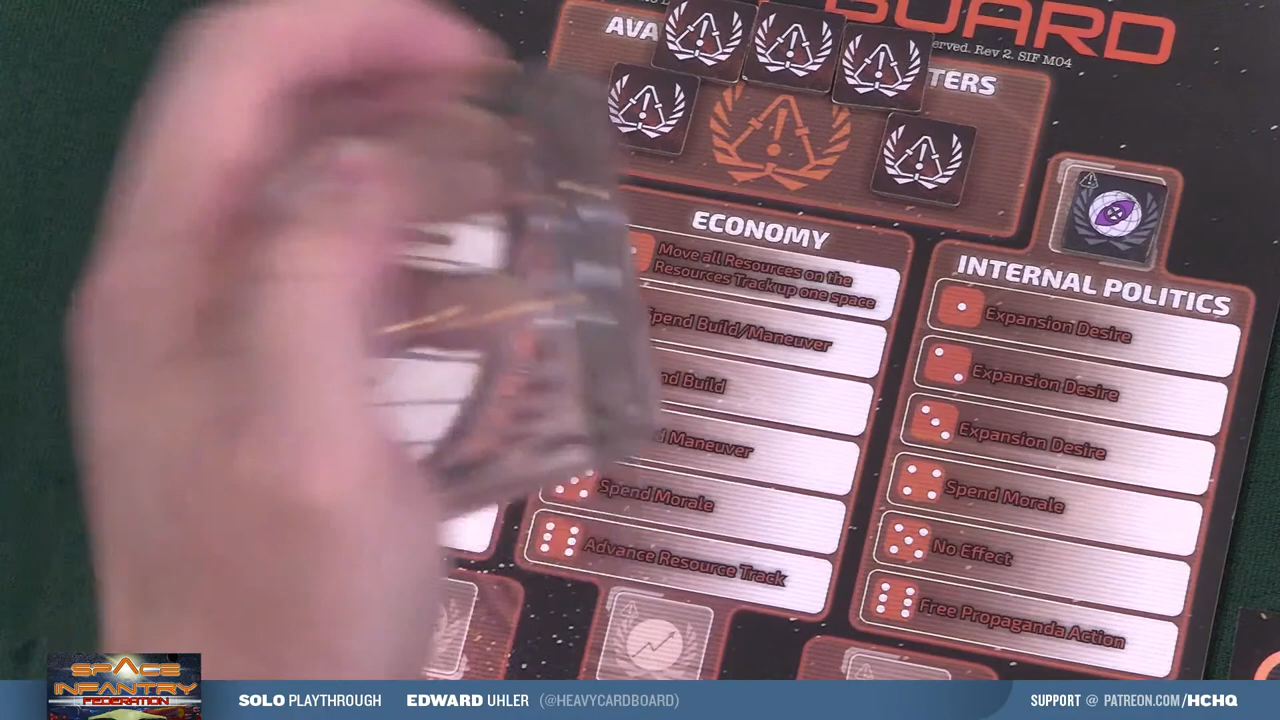 BOARD
AVA
TERS
erved. Rev 2. SIF M04
ECONOMY
Move all Resources on the
Resources Track up one space
Spend Build/Maneuver
nd Build
d Maneuver
Spend Morale
Advance Resource Track
INTERNAL POLITICS
Expansion Desire
Expansion Desire
Expansion Desire
Spend Morale
No Effect
Free Propaganda Action
SPACE
INFANTRY
FEDERATION
SOLO PLAYTHROUGH EDWARD UHLER (@HEAVYCARDBOARD) SUPPORT @ PATREON.COM/HCHQ